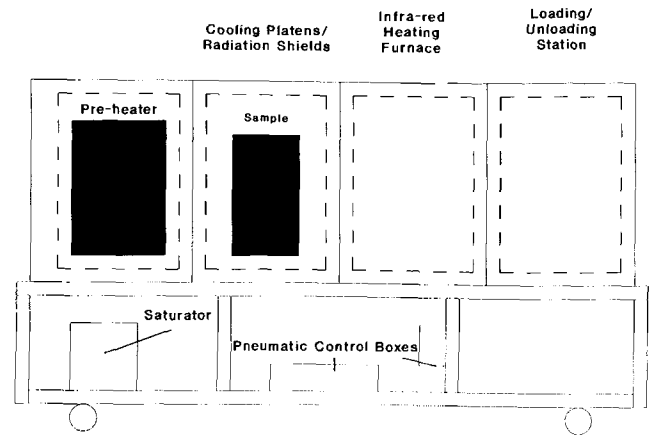 Cooling Platens/
Radiation Shields
Infra-red
Heating
Furnace
Loading/
Unloading
Station
Pre-heater
Sample
Saturator
Pneumatic Control Boxes